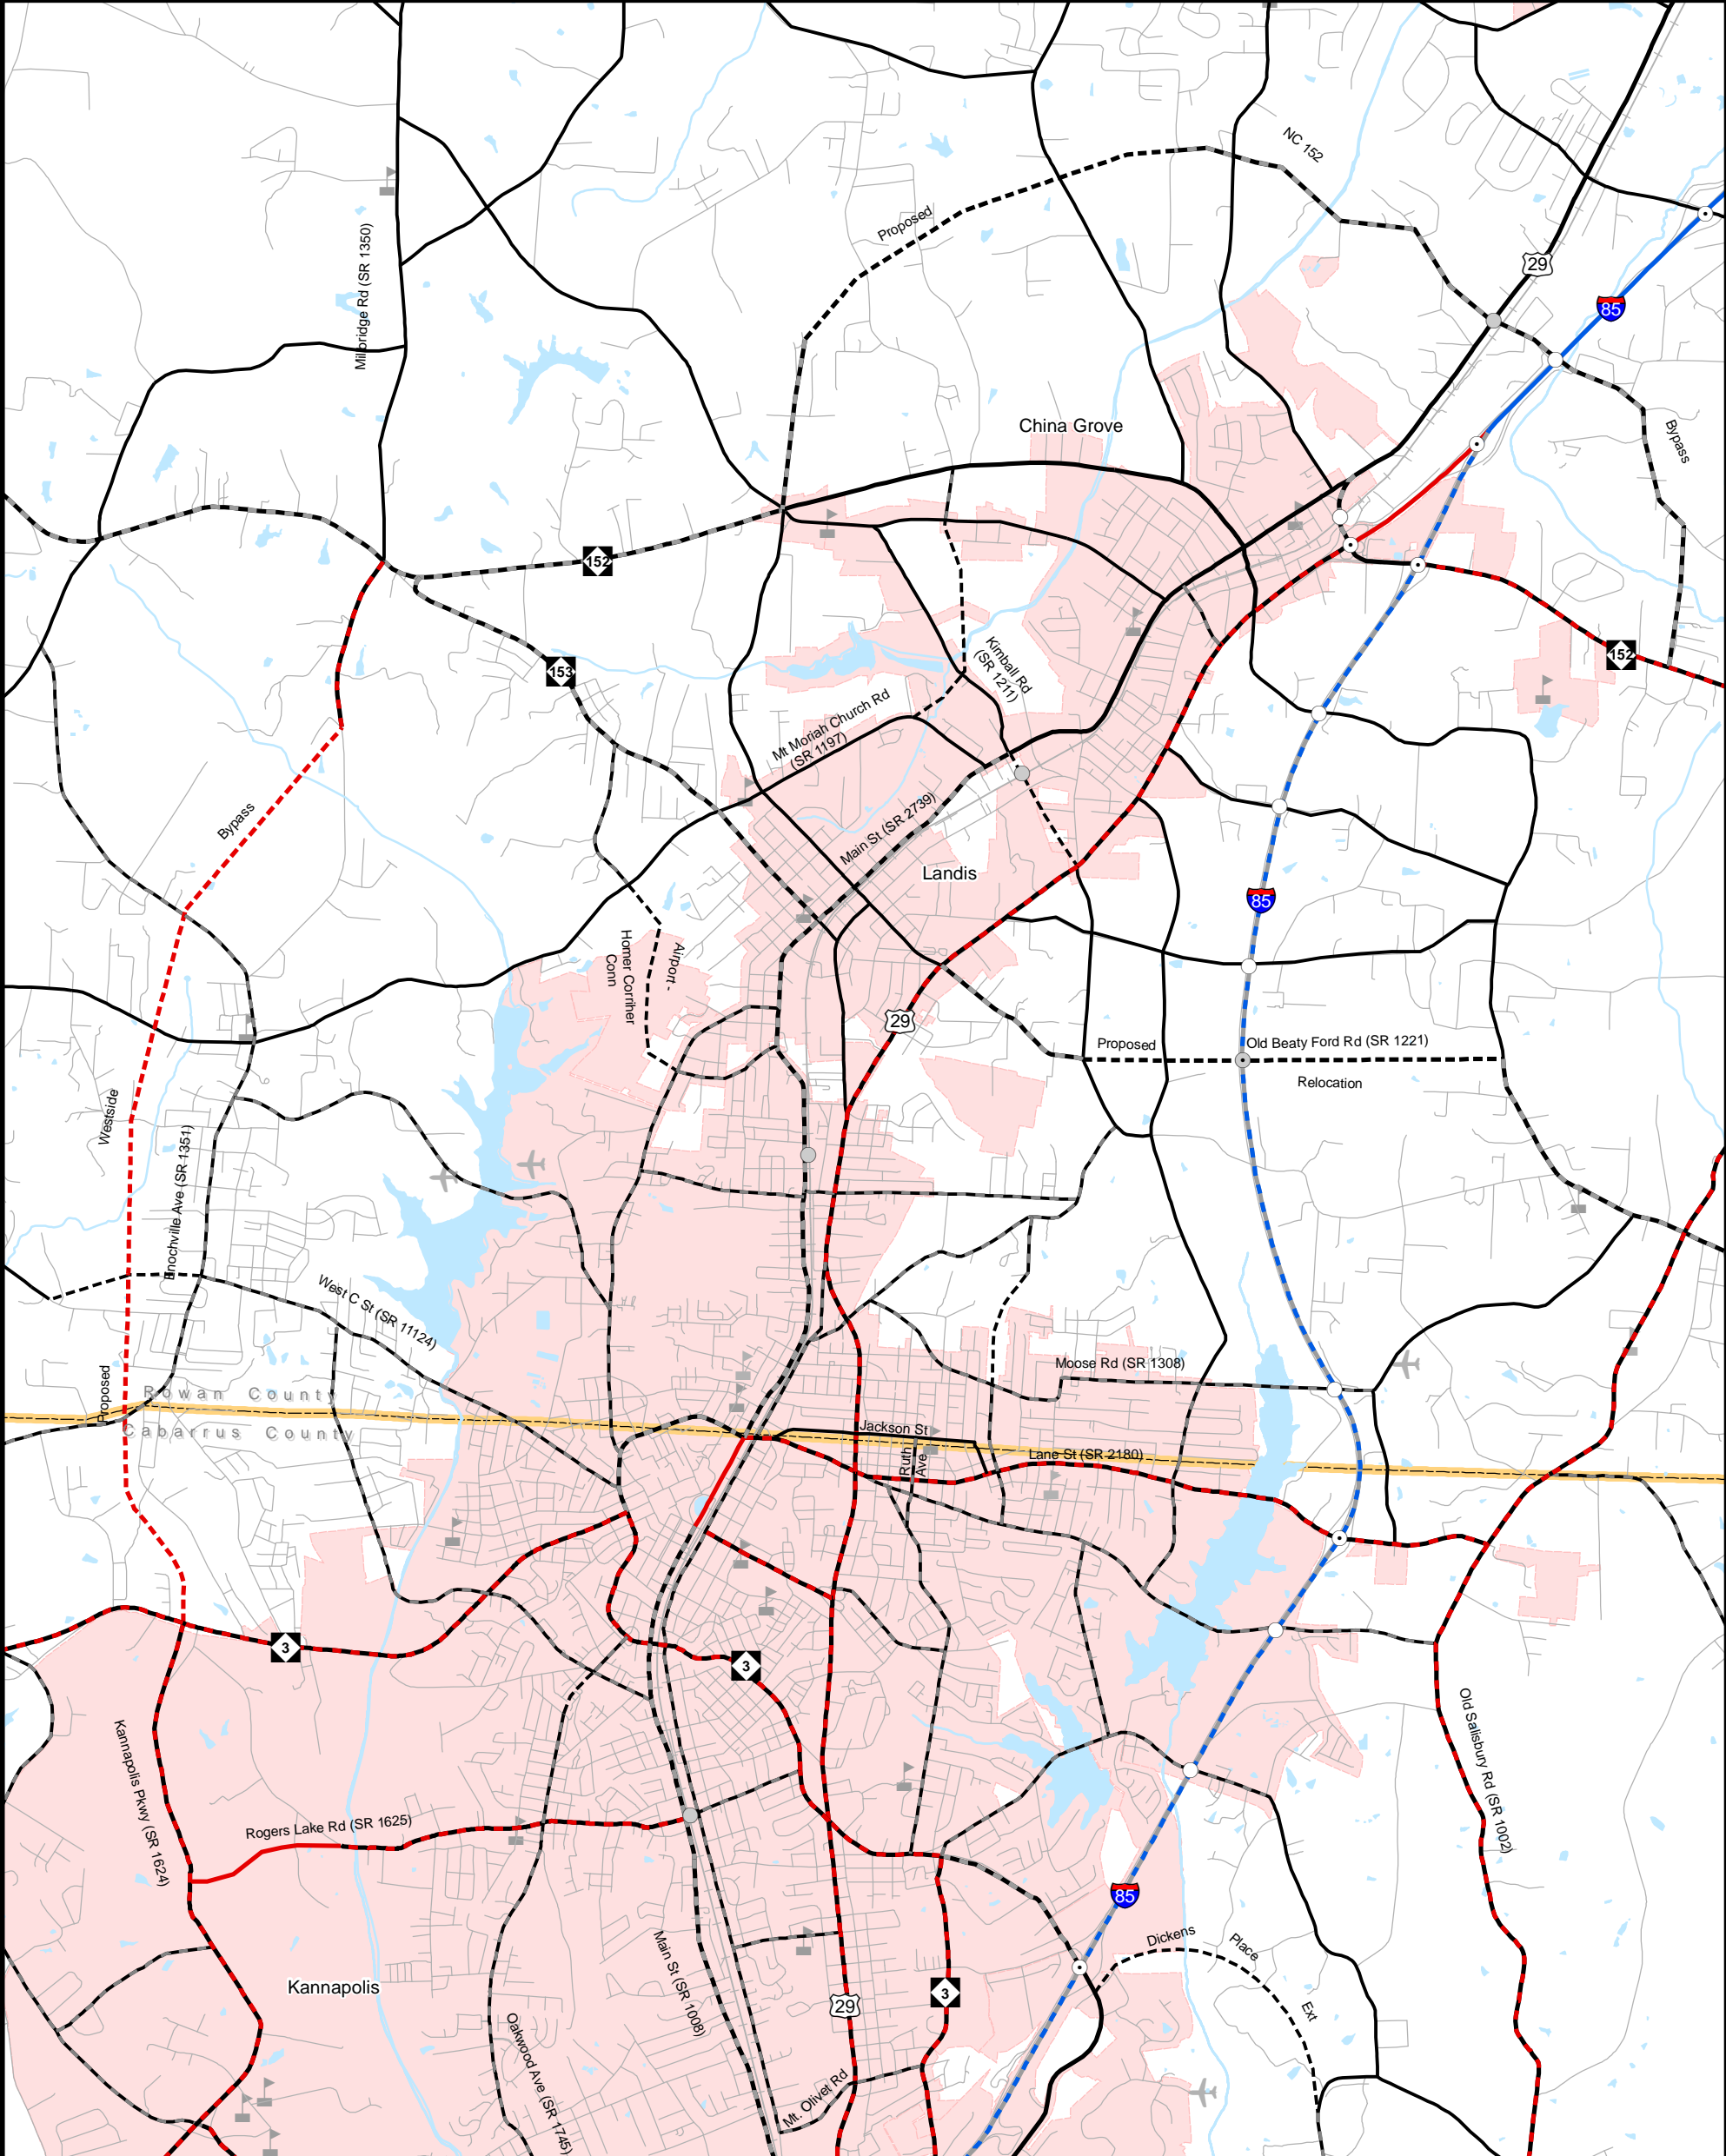 NC 152
Proposed
29
85
Millbridge Rd (SR 1350)
China Grove
Bypass
152
153
Kimball Rd
(SR 1211)
152
Mt Moriah Church Rd
(SR 1197)
Bypass
Main St (SR 2739)
Landis
85
Homer Corriher
Conn
Airport -
29
Proposed
Old Beaty Ford Rd (SR 1221)
Relocation
Westside
Enochville Ave (SR 1351)
West C St (SR 11124)
Moose Rd (SR 1308)
Proposed
Rowan County
Cabarrus County
Jackson St
Ruth
Ave
Lane St (SR 2180)
3
3
Kannapolis Pkwy (SR 1624)
Old Salisbury Rd (SR 1002)
Rogers Lake Rd (SR 1625)
85
Dickens
Place
Ext
Main St (SR 1008)
Kannapolis
3
29
Oakwood Ave (SR 1745)
Mt. Olivet Rd